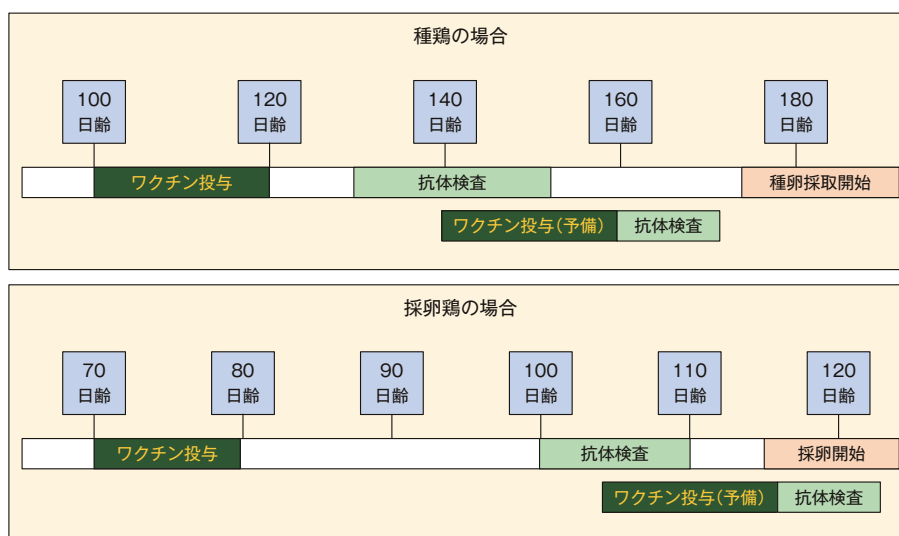 種鶏の場合
100
日齢
120
日齢
140
日齢
160
日齢
180
日齢
ワクチン投与
抗体検査
種卵採取開始
ワクチン投与(予備)
抗体検査
採卵鶏の場合
70
日齢
80
日齢
90
日齢
100
日齢
110
日齢
120
日齢
ワクチン投与
抗体検査
採卵開始
ワクチン投与(予備)
抗体検査